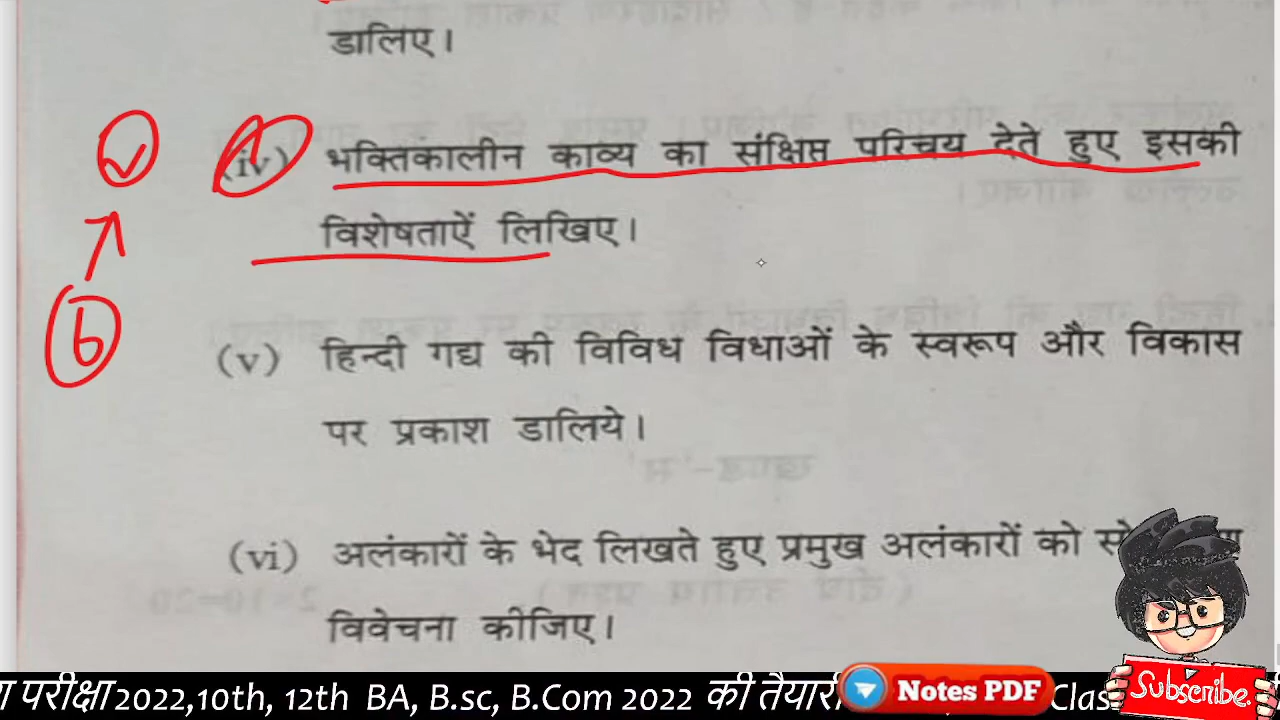 डालिए।
(iv) भक्तिकालीन काव्य का संक्षिप्त परिचय देते हुए इसकी
विशेषताऐं लिखिए।
b
(v) हिन्दी गद्य की विविध विधाओं के स्वरूप और विकास
पर प्रकाश डालिये।
(vi) अलंकारों के भेद लिखते हुए प्रमुख अलंकारों को
विवेचना कीजिए।
परीक्षा 2022,10th, 12th BA, B.sc, B.Com 2022 की तैयारी
Notes PDF
Subscribe.